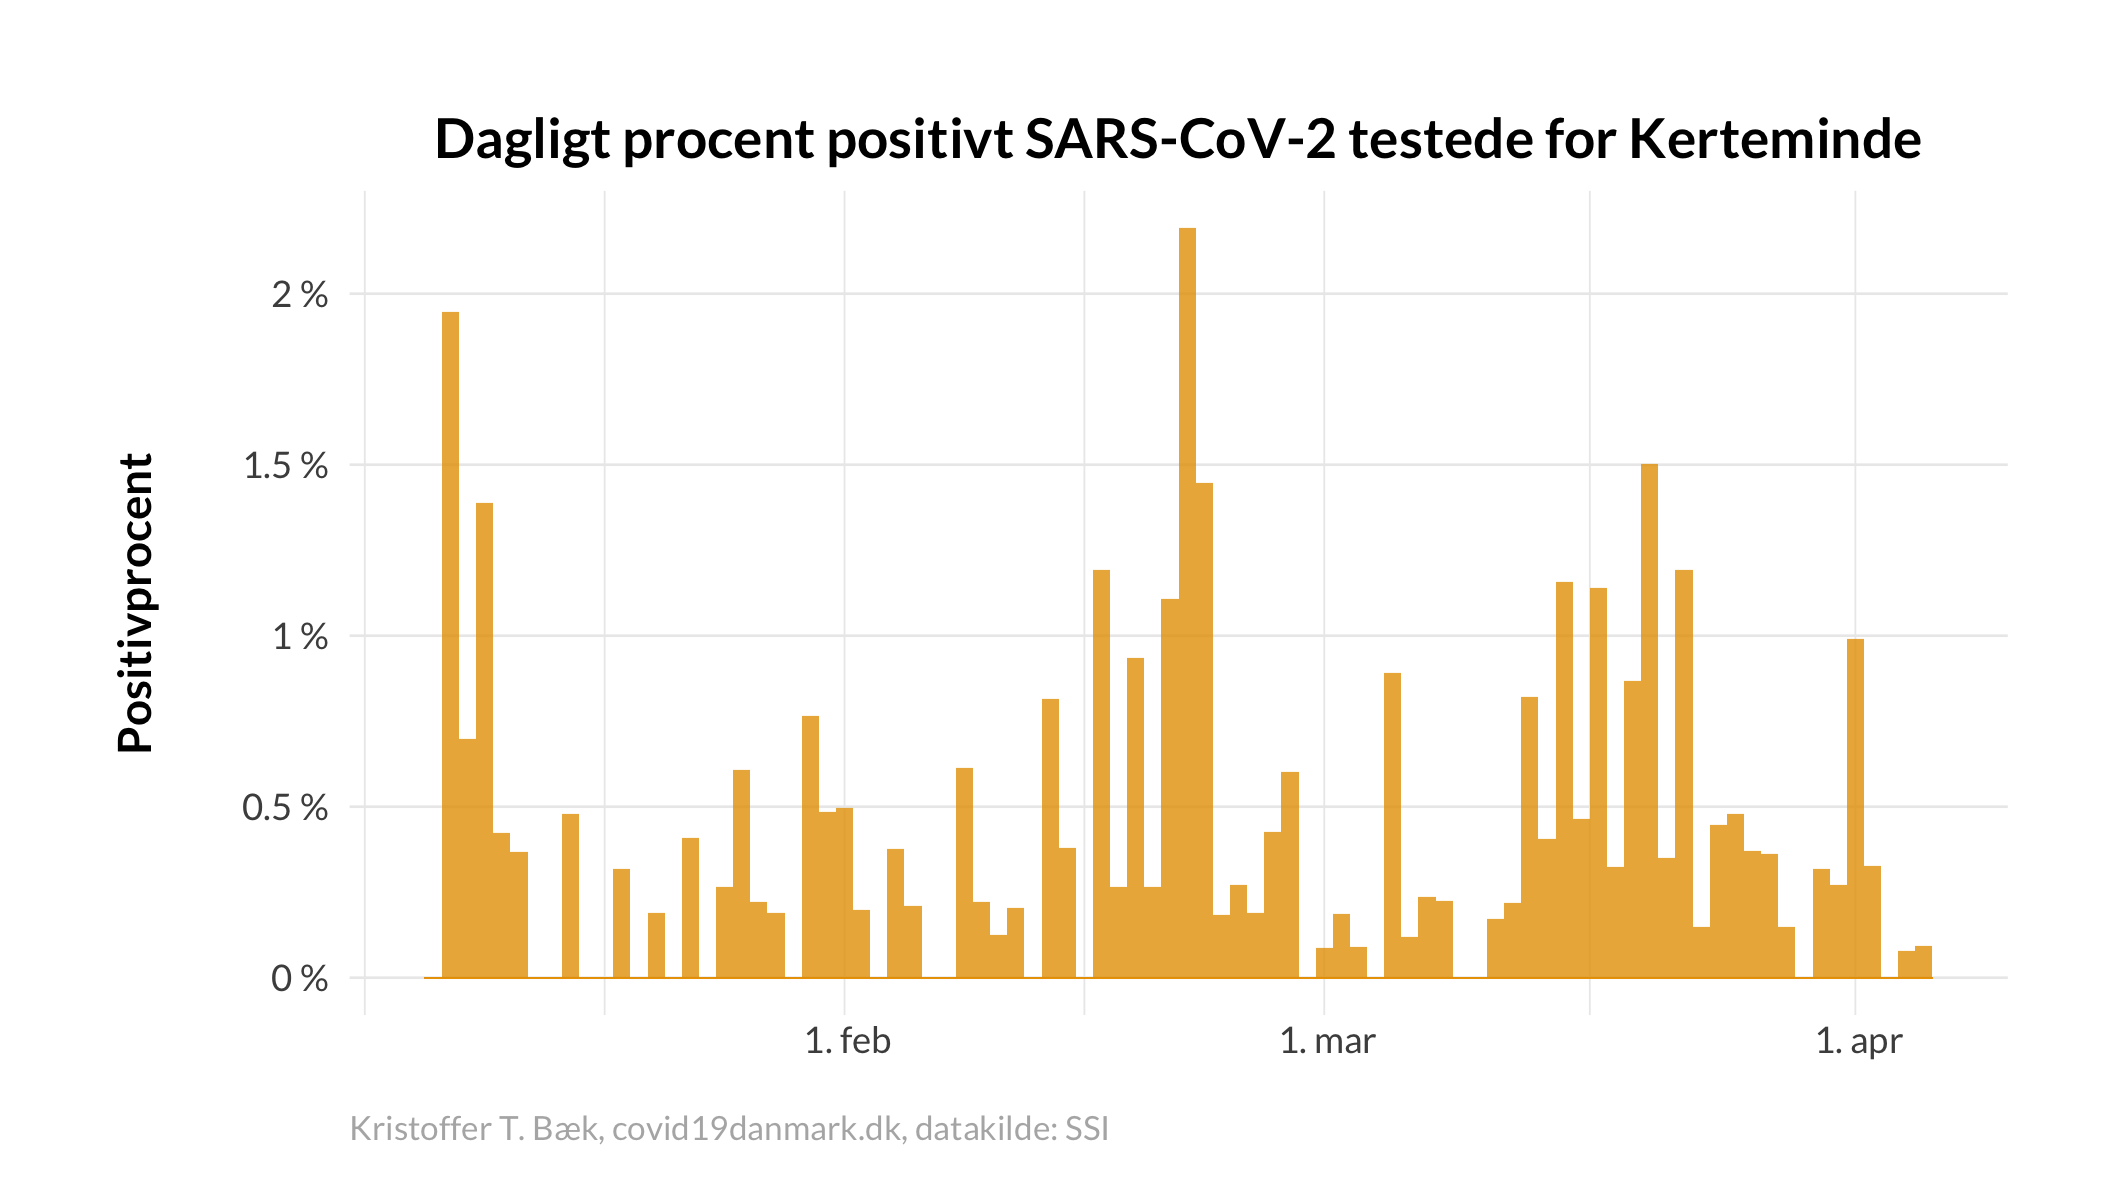 Dagligt procent positivt SARS-CoV-2 testede for Kerteminde
Positivprocent
2 %
1.5 %
1 %
0.5 %
0 %
1. feb
1. mar
1. apr
Kristoffer T. Bæk, covid19danmark.dk, datakilde: SSI